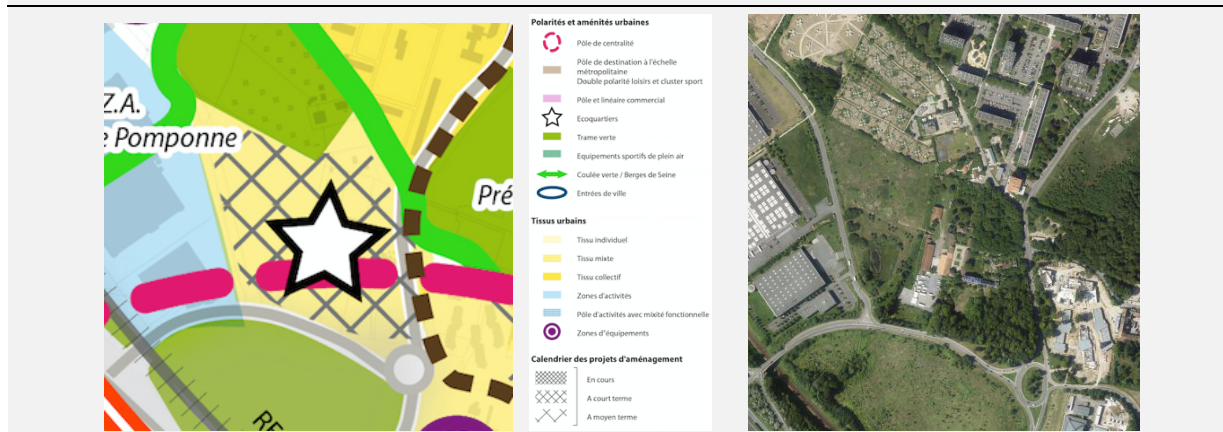 Z.A.
e Pomponne
Pré
RE
Polarités et aménités urbaines
Pôle de centralité
Pôle de destination à l'échelle
métropolitaine
Double polarité loisirs et cluster sport
Pôle et linéaire commercial
Ecoquartiers
Trame verte
Equipements sportifs de plein air
Coulée verte / Berges de Seine
Entrées de ville
Tissus urbains
Tissu individuel
Tissu mixte
Tissu collectif
Zones d'activités
Pôle d'activités avec mixité fonctionnelle
Zones d'équipements
Calendrier des projets d'aménagement
En cours
A court terme
A moyen terme